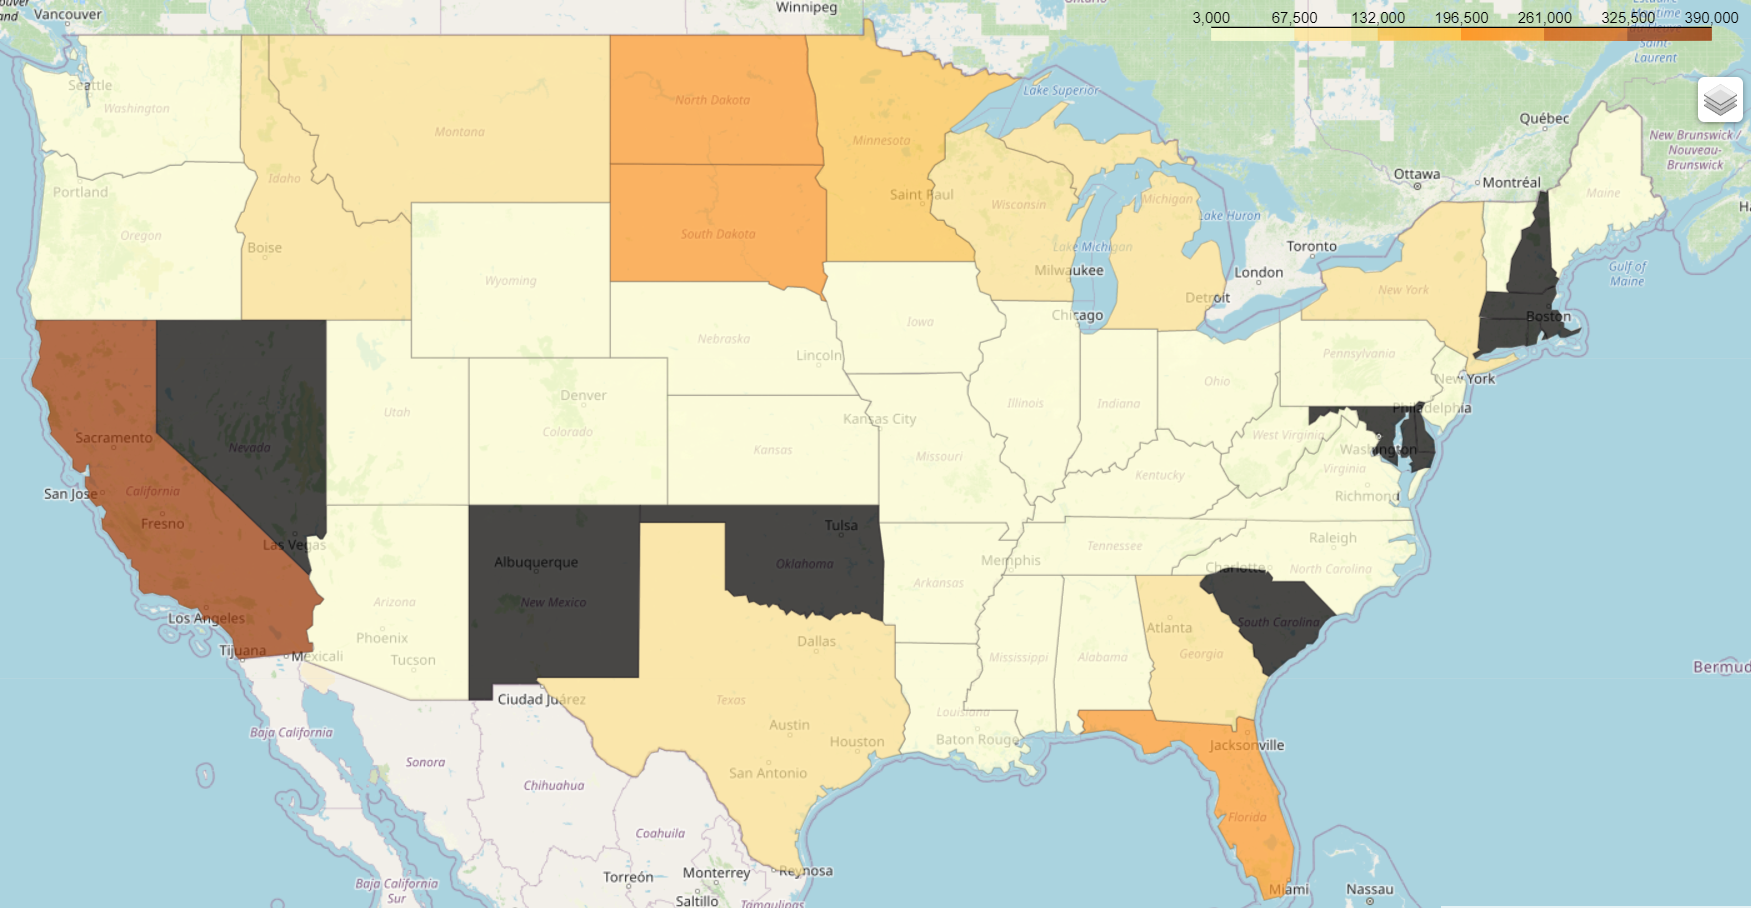 Vancouver
Winnipeg
3,000 67,500 132,000 196,500 261,000 325,500 390,000
Saint-
Laurent
Seattle
Washington
North Dakota
Montana
Minnesota
Lake Superior
Québec
New Brunswick /
Nouveau-
Brunswick
Ottawa
Montréal
Maine
Portland
Idaho
Saint Paul
Wisconsin
Michigan
Lake Huron
Oregon
Boise
South Dakota
Lake Michigan
Toronto
Milwaukee
London
Gulf of
Maine
Wyoming
Detroit
New York
Chicago
Boston
Iowa
Nebraska
Lincoln
Pennsylvania
New York
Ohio
Denver
Utah
Colorado
Kansas City
Illinois
Indiana
Philadelphia
Sacramento
Nevada
Kansas
Missouri
West Virginia
Washington
Kentucky
Virginia
San Jose
California
Richmond
Fresno
Tulsa
Las Vegas
Albuquerque
Oklahoma
Memphis
Tennessee
Raleigh
Charlotte
North Carolina
Arkansas
New Mexico
Arizona
Los Angeles
Phoenix
Dallas
Atlanta
South Carolina
Tijuana
Mexicali
Tucson
Mississippi
Alabama
Georgia
Bermud
Ciudad Juárez
Texas
Louisiana
Austin
Houston
Baton Rouge
Jacksonville
Baja California
Sonora
Chihuahua
San Antonio
Florida
Coahuila
Torreón
Monterrey
Reynosa
Baja California
Sur
Saltillo
Tamaulipas
Miami
Nassau